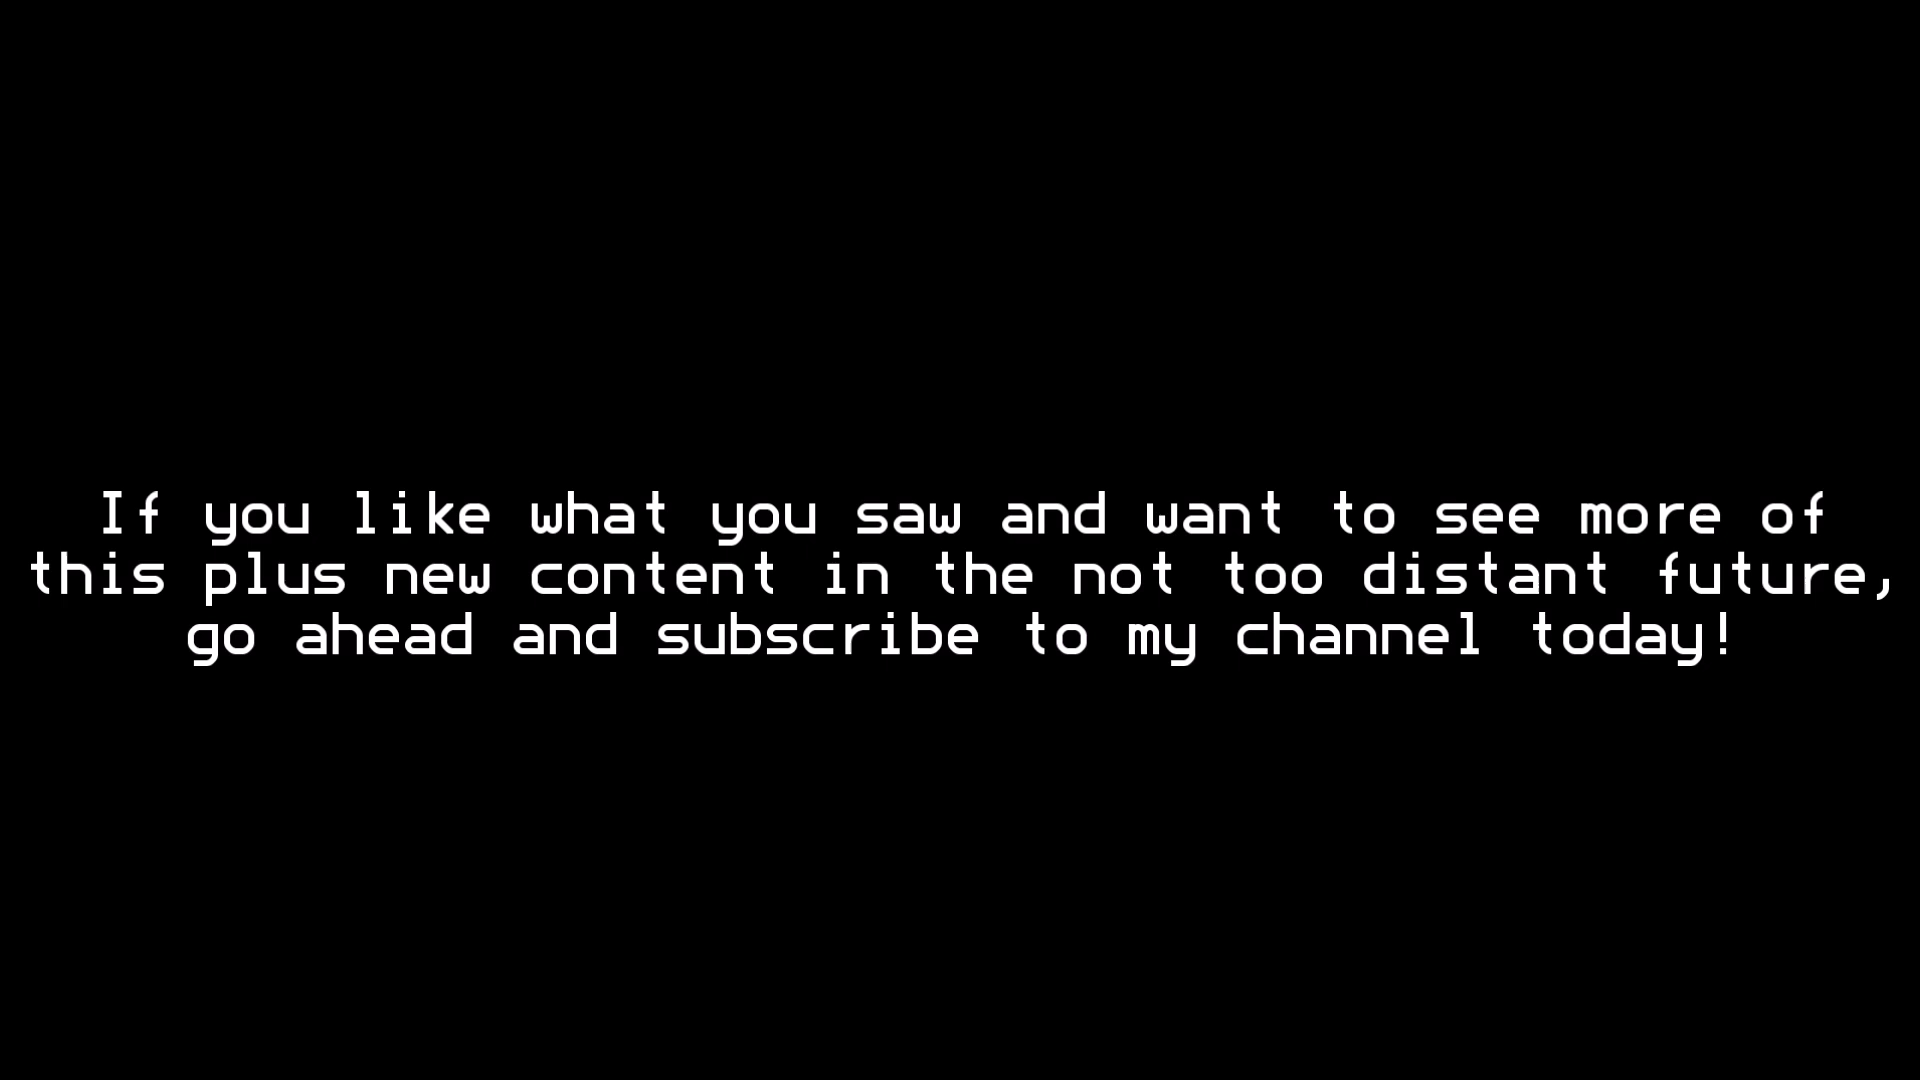 If you like what you saw and want to see more of
this plus new content in the not too distant future,
go ahead and subscribe to my channel today!